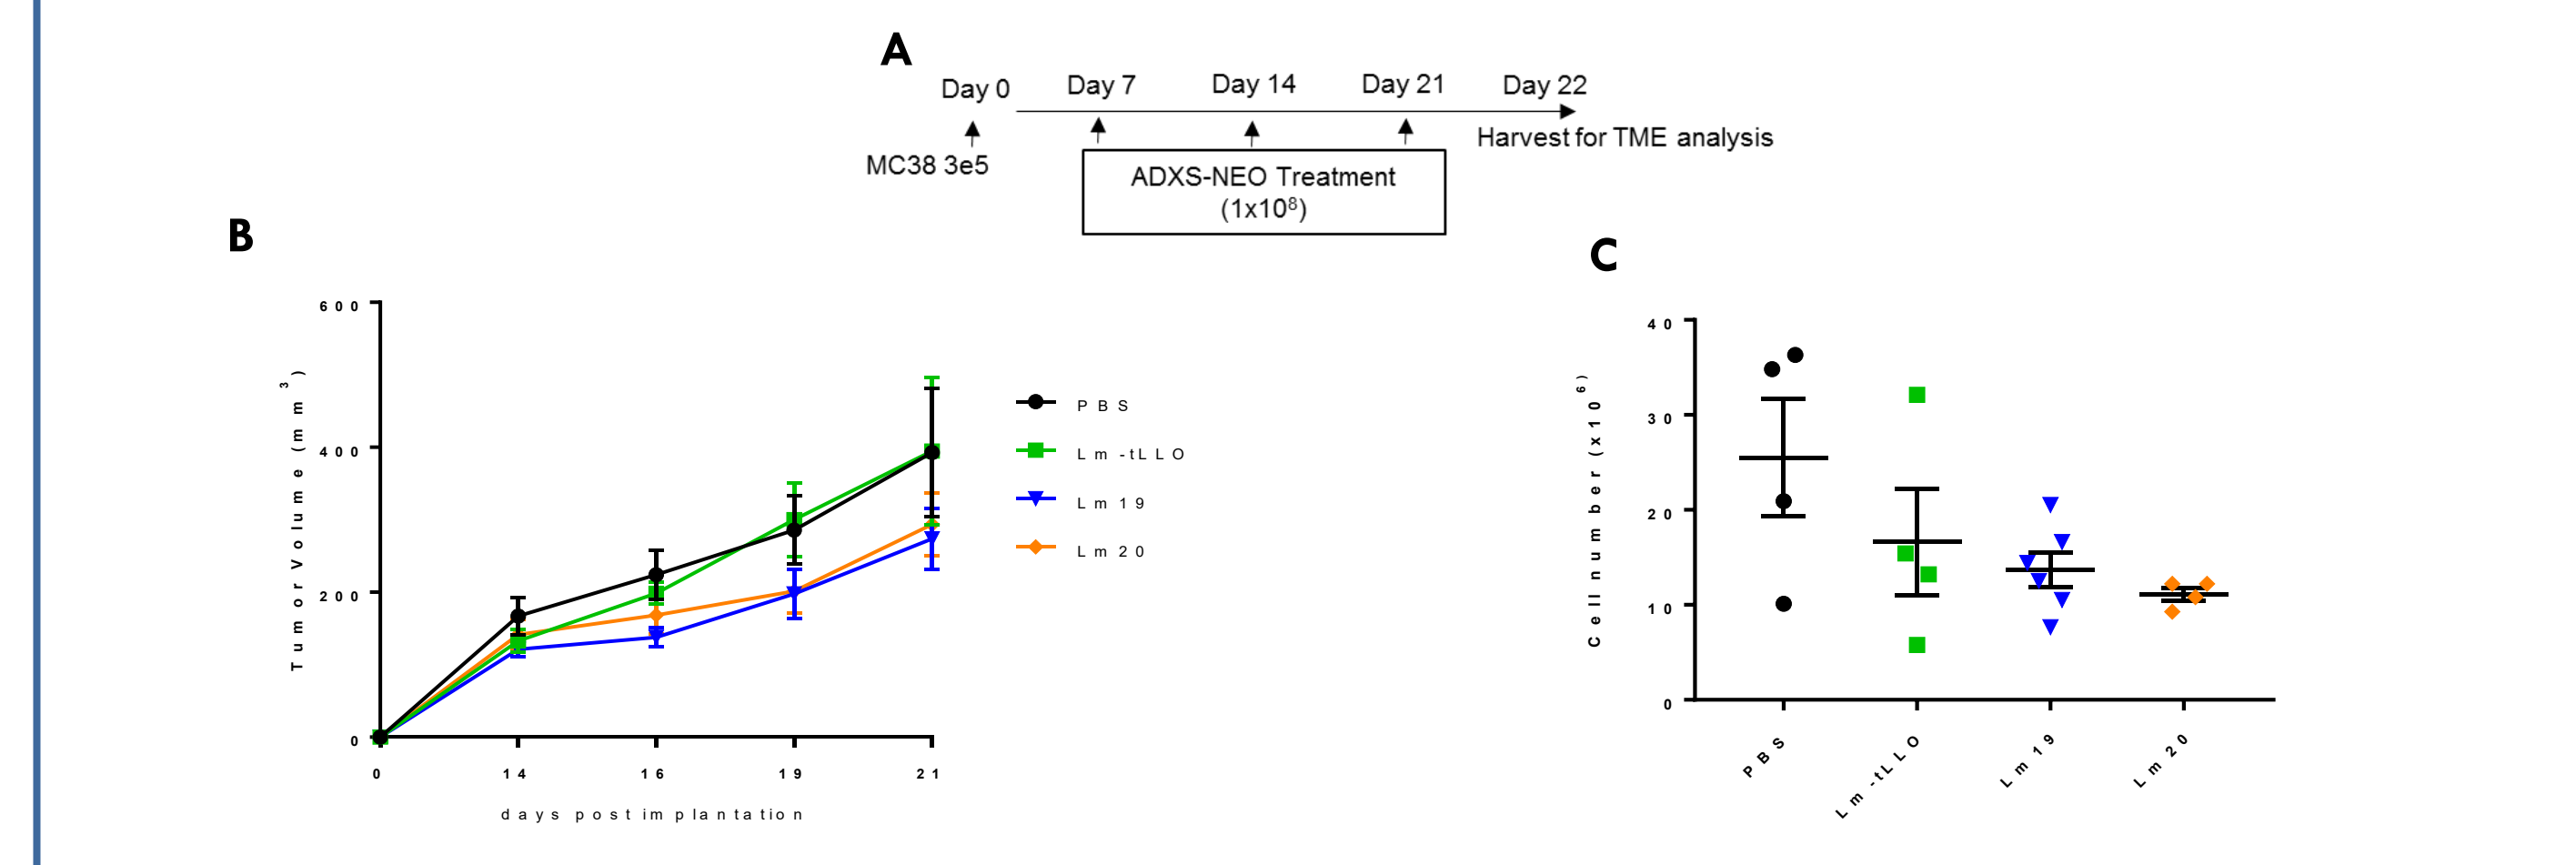 A
Day 0 Day 7 Day 14 Day 21 Day 22
MC38 3e5
Harvest for TME analysis
ADXS-NEO Treatment
(1x10⁸)
B
Tumor Volume (mm³)
600
400
200
0
0 14 16 19 21
days post implantation
PBS
Lm-tLLO
Lm19
Lm20
C
Cell number (x10⁶)
40
30
20
10
0
PBS
Lm-tLLO
Lm19
Lm20